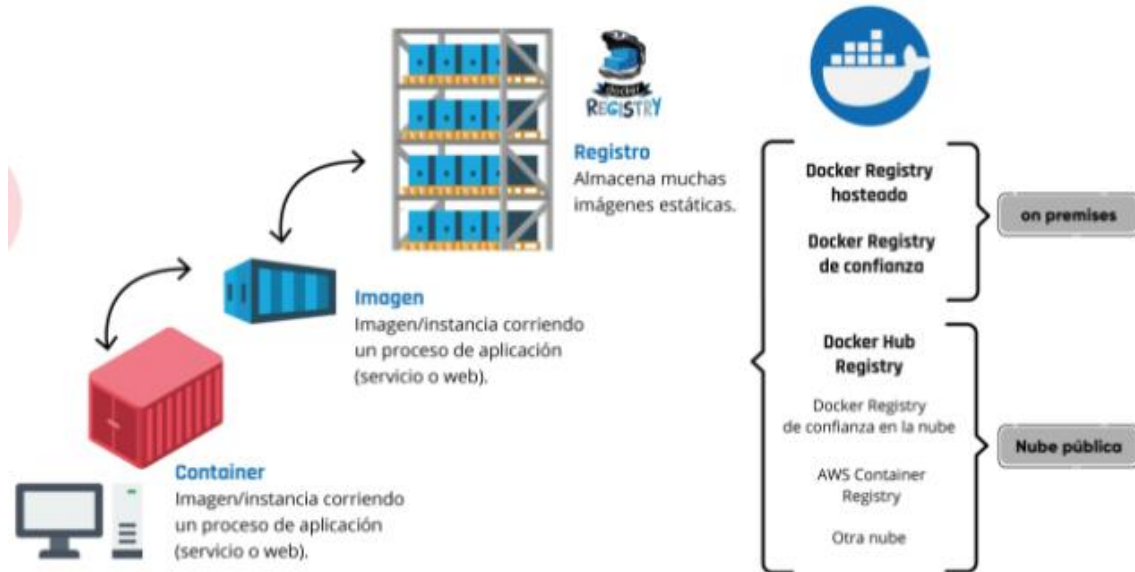 DOCKER
REGISTRY
Registro
Almacena muchas
imágenes estáticas.
Imagen
Imagen/instancia corriendo
un proceso de aplicación
(servicio o web).
Container
Imagen/instancia corriendo
un proceso de aplicación
(servicio o web).
Docker Registry
hosteado
Docker Registry
de confianza
on premises
Docker Hub
Registry
Docker Registry
de confianza en la nube
AWS Container
Registry
Otra nube
Nube pública